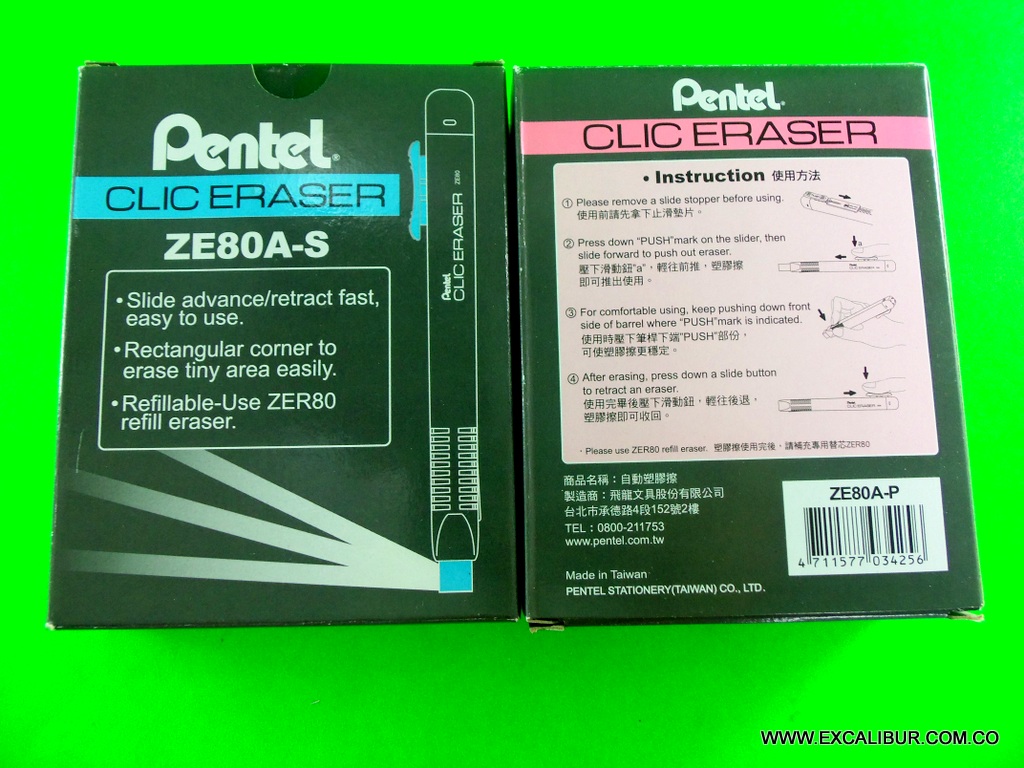 Pentel®
CLIC ERASER
ZE80A-S
•Slide advance/retract fast,
easy to use.
•Rectangular corner to
erase tiny area easily.
•Refillable-Use ZER80
refill eraser.
Pentel
CLIC ERASER ZE80
Pentel®
CLIC ERASER
•Instruction 使用方法
① Please remove a slide stopper before using.
使用前請先拿下止滑墊片。
② Press down "PUSH"mark on the slider, then
slide forward to push out eraser.
壓下滑動鈕"a"，輕往前推，塑膠擦
即可推出使用。
a
Pentel CLIC ERASER
③ For comfortable using, keep pushing down front
side of barrel where "PUSH"mark is indicated.
使用時壓下筆桿下端"PUSH"部份，
可使塑膠擦更穩定。
④ After erasing, press down a slide button
to retract an eraser.
使用完畢後壓下滑動鈕，輕往後退，
塑膠擦即可收回。
Pentel CLIC ERASER
· Please use ZER80 refill eraser. 塑膠擦使用完後，請補充專用替芯ZER80
商品名稱：自動塑膠擦
製造商：飛龍文具股份有限公司
台北市承德路4段152號2樓
TEL：0800-211753
www.pentel.com.tw
ZE80A-P
4 711577 034256
Made in Taiwan
PENTEL STATIONERY(TAIWAN) CO., LTD.
WWW.EXCALIBUR.COM.CO